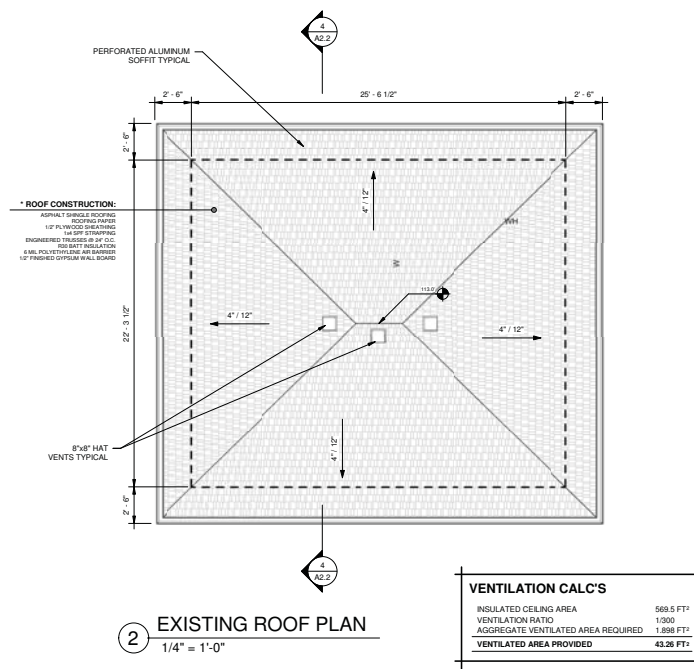 4
A2.2
PERFORATED ALUMINUM
SOFFIT TYPICAL
2' - 6"
25' - 6 1/2"
2' - 6"
2' - 6"
* ROOF CONSTRUCTION:
ASPHALT SHINGLE ROOFING
ROOFING PAPER
1/2" PLYWOOD SHEATHING
1x4 SPF STRAPPING
ENGINEERED TRUSSES @ 24" O.C.
R50 BATT INSULATION
6 MIL POLYETHYLENE AIR BARRIER
1/2" FINISHED GYPSUM WALL BOARD
4" / 12"
WH
W
113.0'
22' - 3 1/2"
4" / 12"
4" / 12"
4" / 12"
8"x8" HAT
VENTS TYPICAL
2' - 6"
4
A2.2
2 EXISTING ROOF PLAN
1/4" = 1'-0"
VENTILATION CALC'S
INSULATED CEILING AREA 569.5 FT²
VENTILATION RATIO 1/300
AGGREGATE VENTILATED AREA REQUIRED 1.898 FT²
VENTILATED AREA PROVIDED 43.26 FT²